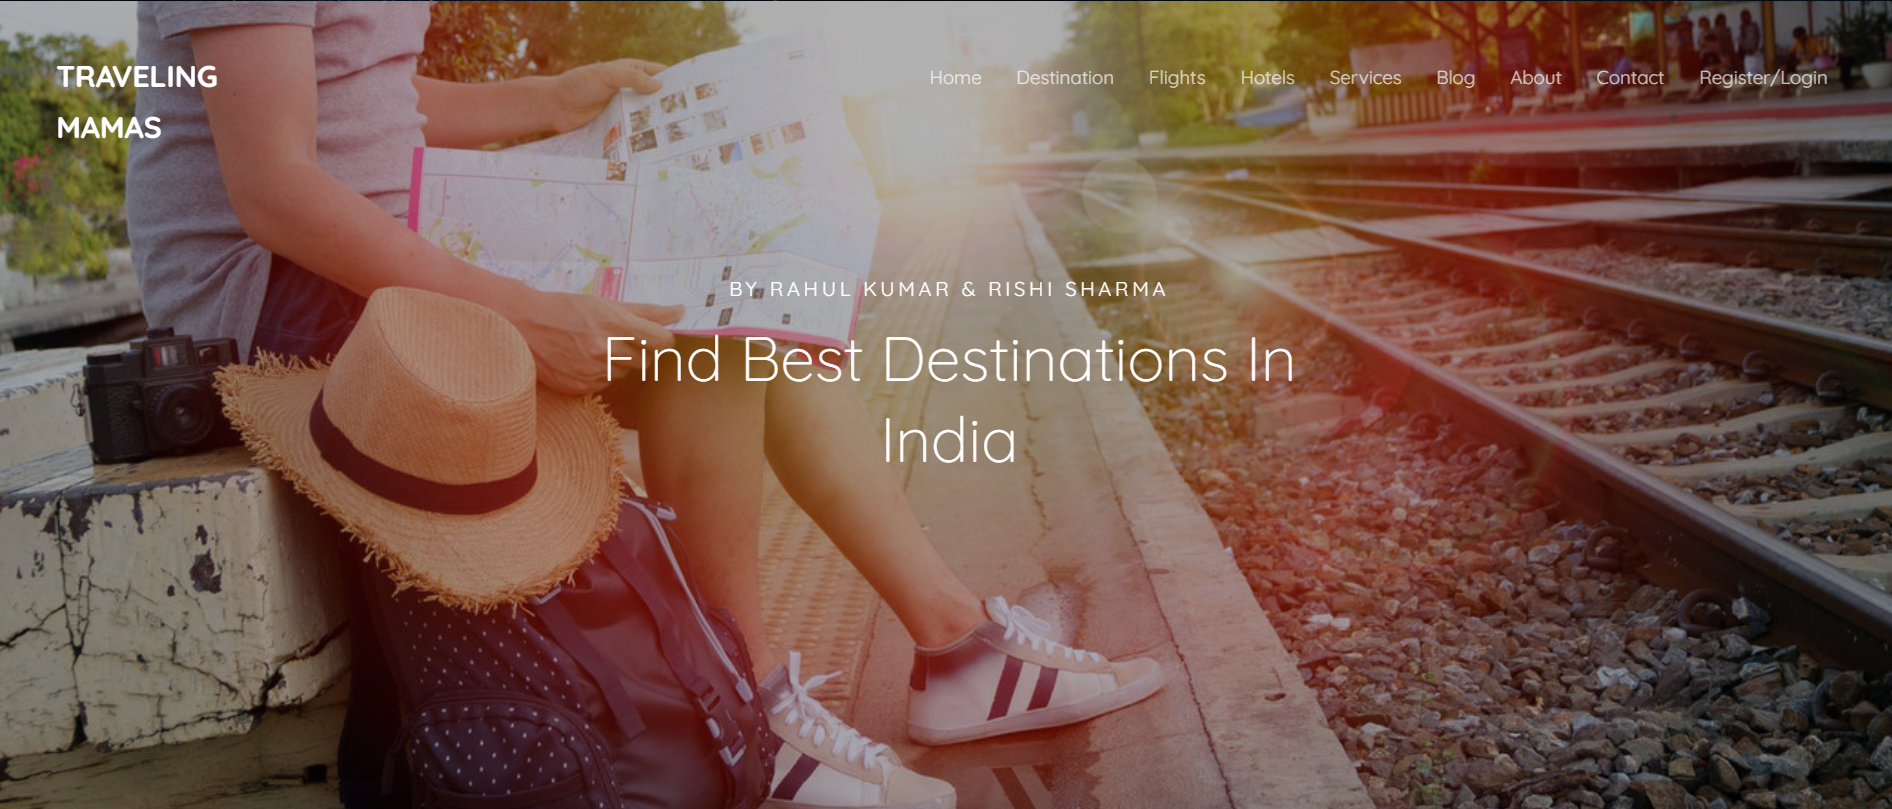 TRAVELING
MAMAS
Home Destination Flights Hotels Services Blog About Contact Register/Login
BY RAHUL KUMAR & RISHI SHARMA
Find Best Destinations In
India